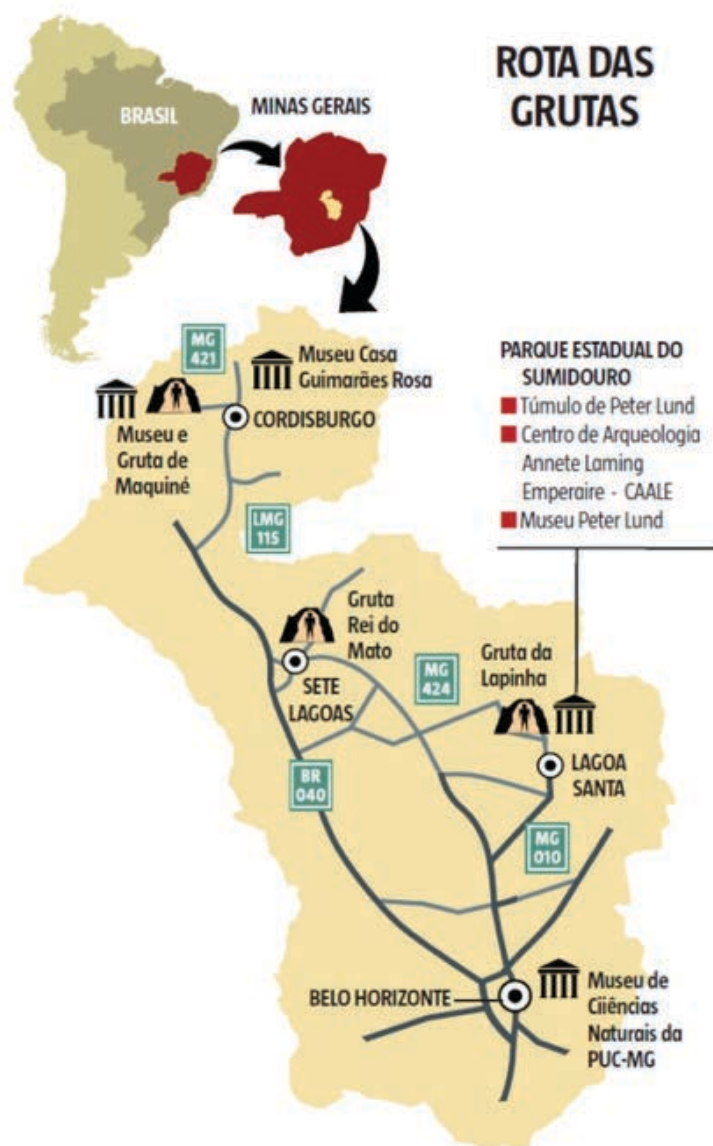 ROTA DAS
GRUTAS
BRASIL
MINAS GERAIS
MG
421
Museu Casa
Guimarães Rosa
CORDISBURGO
Museu e
Gruta de
Maquiné
LMG
115
PARQUE ESTADUAL DO
SUMIDOURO
Túmulo de Peter Lund
Centro de Arqueologia
Annete Laming
Emperaire - CAALE
Museu Peter Lund
Gruta
Rei do
Mato
SETE
LAGOAS
MG
424
Gruta da
Lapinha
LAGOA
SANTA
BR
040
MG
010
BELO HORIZONTE
Museu de
Ciiências
Naturais da
PUC-MG